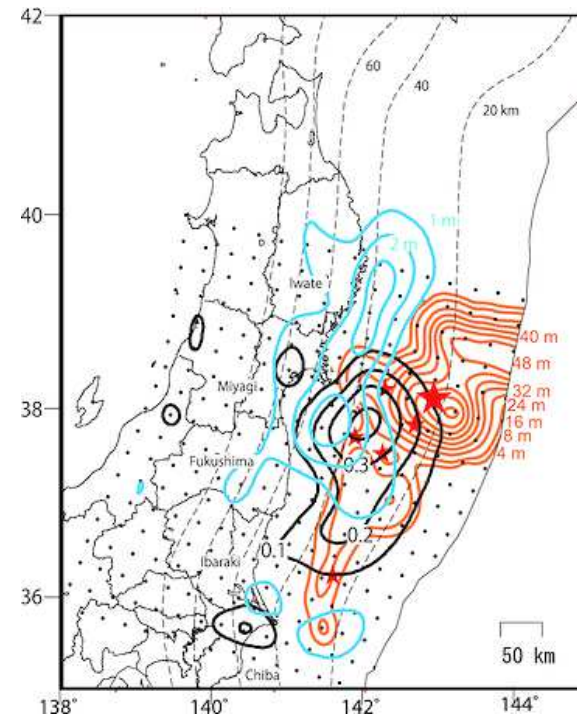 42
60
40
20 km
40
1 m
2 m
Iwate
40 m
48 m
Miyagi
32 m
24 m
38
16 m
8 m
Fukushima
4 m
0.3
0.2
0.1
Ibaraki
36
50 km
Chiba
138°
140°
142°
144°